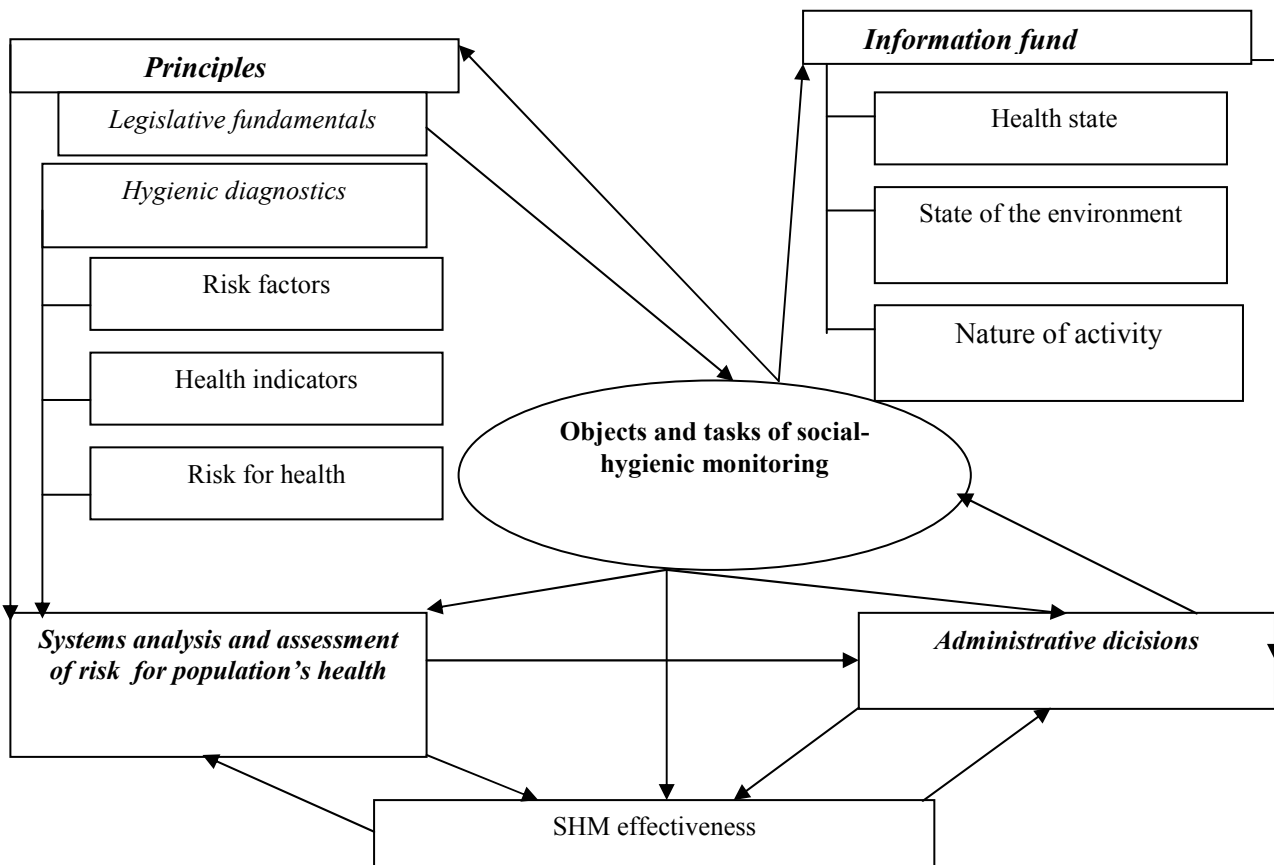 Principles
Legislative fundamentals
Hygienic diagnostics
Risk factors
Health indicators
Risk for health
Information fund
Health state
State of the environment
Nature of activity
Objects and tasks of social-
hygienic monitoring
Systems analysis and assessment
of risk for population’s health
Administrative dicisions
SHM effectiveness